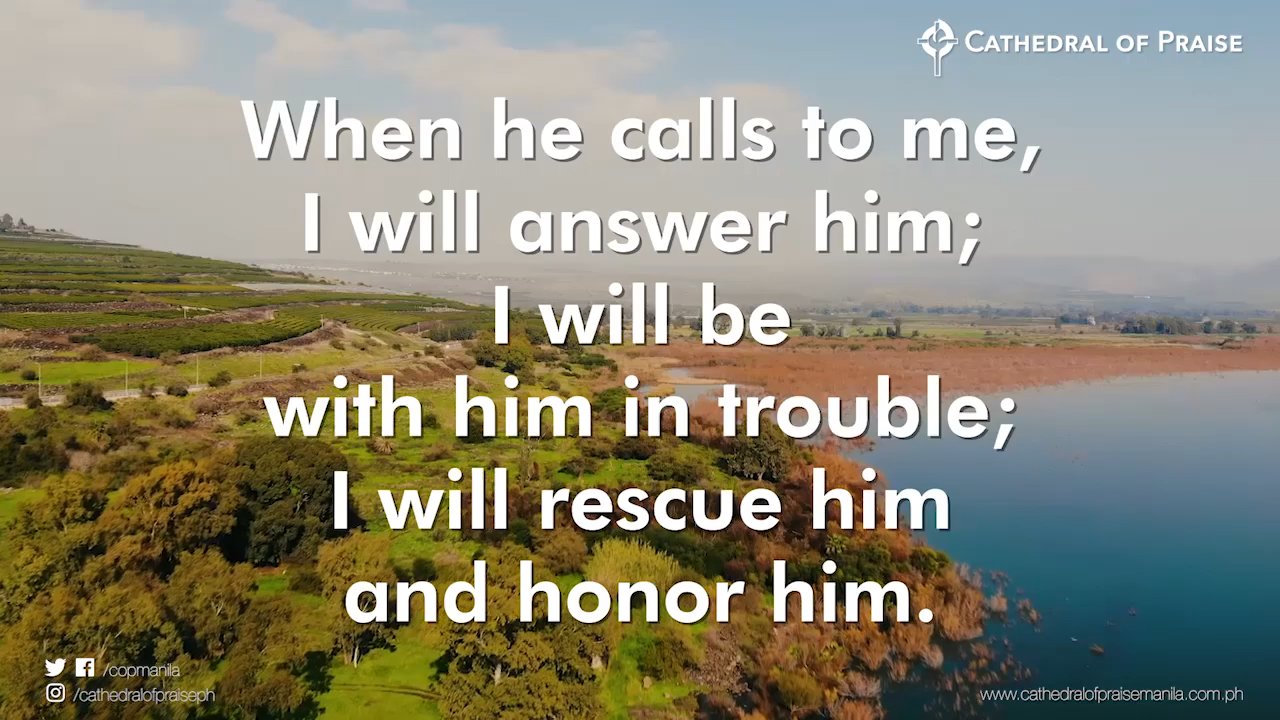 CATHEDRAL OF PRAISE
When he calls to me,
I will answer him;
I will be
with him in trouble;
I will rescue him
and honor him.
/copmanila
/cathedralofpraiseph
www.cathedralofpraisemanila.com.ph